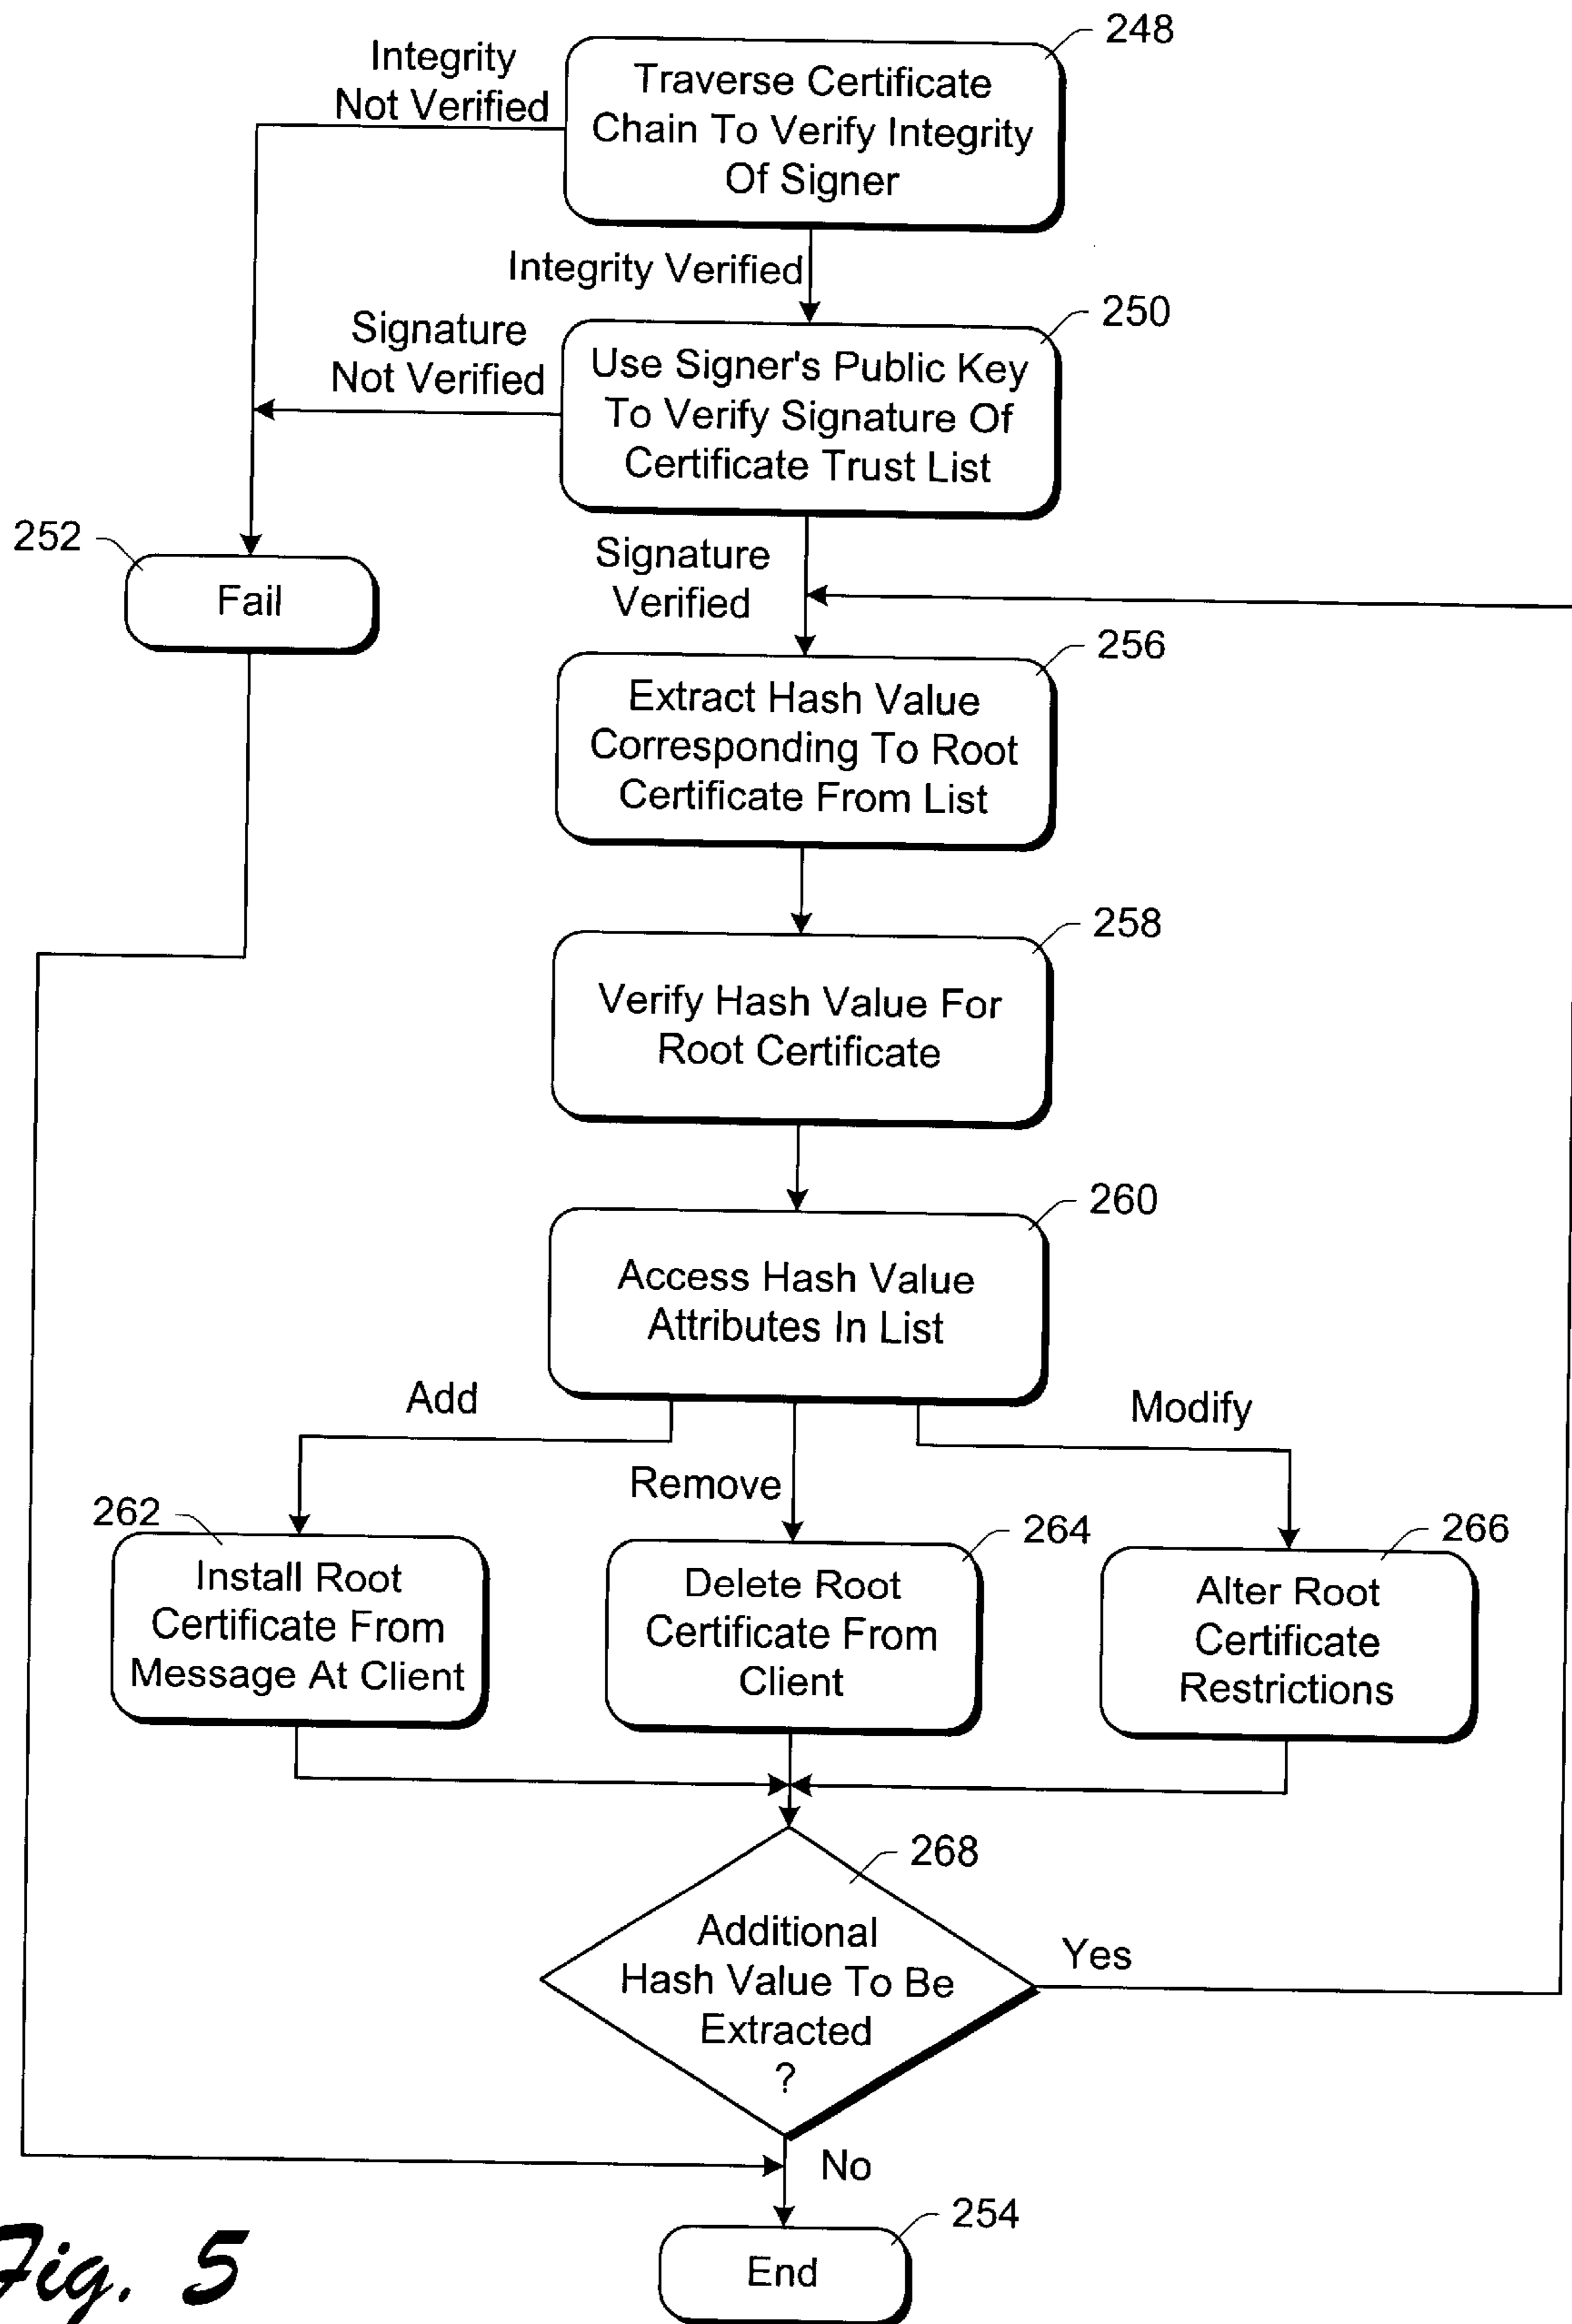 248
Integrity
Not Verified
Traverse Certificate
Chain To Verify Integrity
Of Signer
Integrity Verified
250
Signature
Not Verified
Use Signer's Public Key
To Verify Signature Of
Certificate Trust List
252
Fail
Signature
Verified
256
Extract Hash Value
Corresponding To Root
Certificate From List
258
Verify Hash Value For
Root Certificate
260
Access Hash Value
Attributes In List
Add
Remove
Modify
262
Install Root
Certificate From
Message At Client
264
Delete Root
Certificate From
Client
266
Alter Root
Certificate
Restrictions
268
Additional
Hash Value To Be
Extracted
?
Yes
No
254
End
Fig. 5